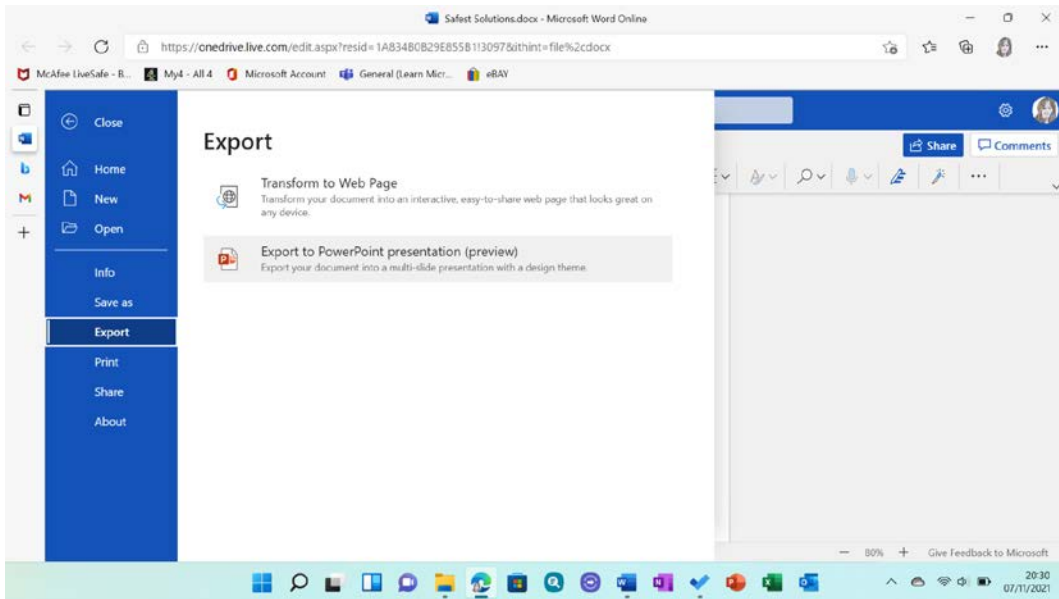 Safest Solutions.docx - Microsoft Word Online
https://onedrive.live.com/edit.aspx?resid=1A834B0B29E855B1!3097&ithint=file%2cdocx
McAfee LiveSafe - B... My4 - All 4 Microsoft Account General (Learn Micr... eBAY
Close
Home
New
Open
Info
Save as
Export
Print
Share
About
Export
Transform to Web Page
Transform your document into an interactive, easy-to-share web page that looks great on
any device.
Export to PowerPoint presentation (preview)
Export your document into a multi-slide presentation with a design theme.
Share Comments
80% Give Feedback to Microsoft
20:30
07/11/2021